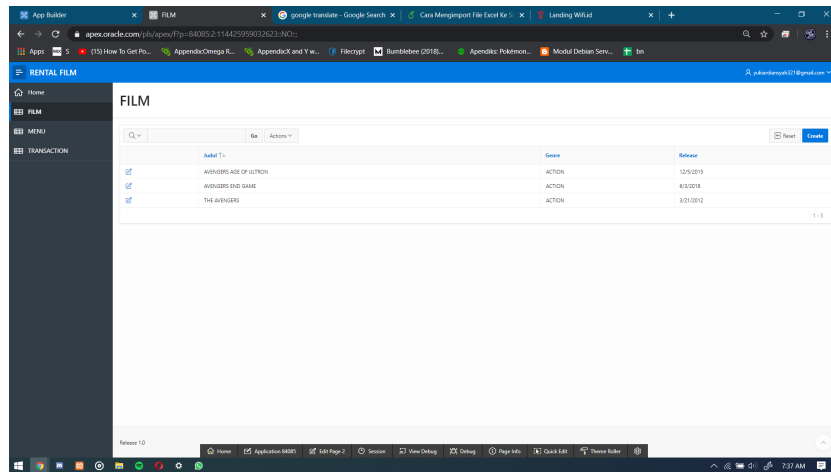 App Builder
FILM
google translate - Google Search
Cara Mengimport File Excel Ke S
Landing Wifi.id
apex.oracle.com/pls/apex/f?p=84085:2:114425959032623::NO:::
Apps
S
(15) How To Get Po...
Appendix:Omega R...
Appendix:X and Y w...
Filecrypt
Bumblebee (2018)...
Apendiks: Pokémon...
Modul Debian Serv...
bn
RENTAL FILM
yukiardiansyah321@gmail.com
Home
FILM
MENU
TRANSACTION
FILM
Go
Actions
Reset
Create
Judul
Genre
Release
AVENGERS AGE OF ULTRON
ACTION
12/5/2015
AVENGERS END GAME
ACTION
6/3/2018
THE AVENGERS
ACTION
3/21/2012
1 - 3
Release 1.0
Home
Application 84085
Edit Page 2
Session
View Debug
Debug
Page Info
Quick Edit
Theme Roller
7:37 AM